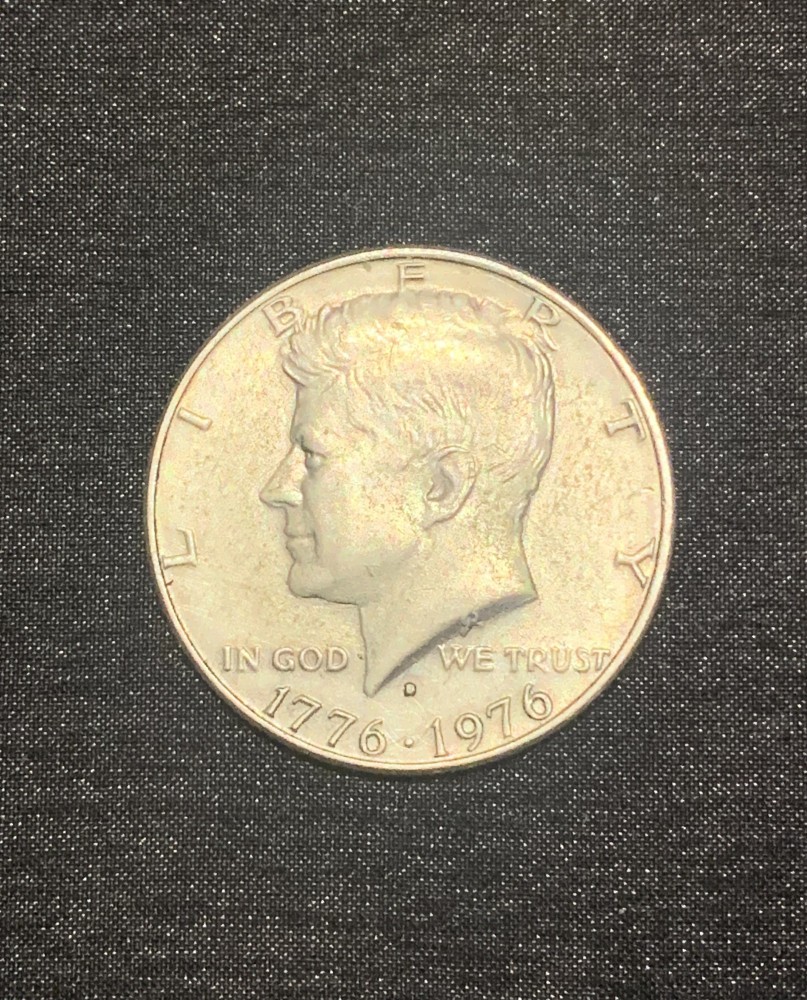 LIBERTY
IN GOD WE TRUST
D
1776 · 1976